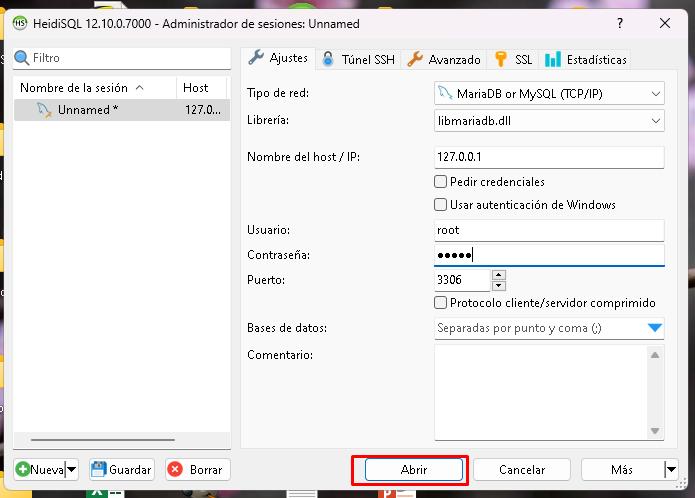 HeidiSQL 12.10.0.7000 - Administrador de sesiones: Unnamed
Filtro
Nombre de la sesión Host
Unnamed * 127.0...
Ajustes Túnel SSH Avanzado SSL Estadísticas
Tipo de red: MariaDB or MySQL (TCP/IP)
Librería: libmariadb.dll
Nombre del host / IP: 127.0.0.1
Pedir credenciales
Usar autenticación de Windows
Usuario: root
Contraseña: •••••
Puerto: 3306
Protocolo cliente/servidor comprimido
Bases de datos: Separadas por punto y coma (;)
Comentario:
Nueva Guardar Borrar Abrir Cancelar Más